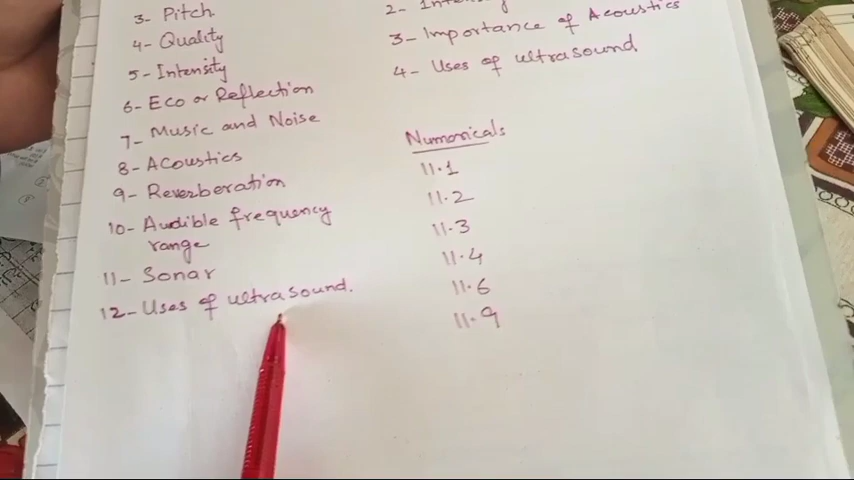 3- Pitch
4- Quality
5- Intensity
6- Eco or Reflection
7- Music and Noise
8- Acoustics
9- Reverberation
10- Audible frequency
range
11- Sonar
12- Uses of ultrasound.
2-
3- Importance of Acoustics
4- Uses of ultrasound
Numericals
11.1
11.2
11.3
11.4
11.6
11.9